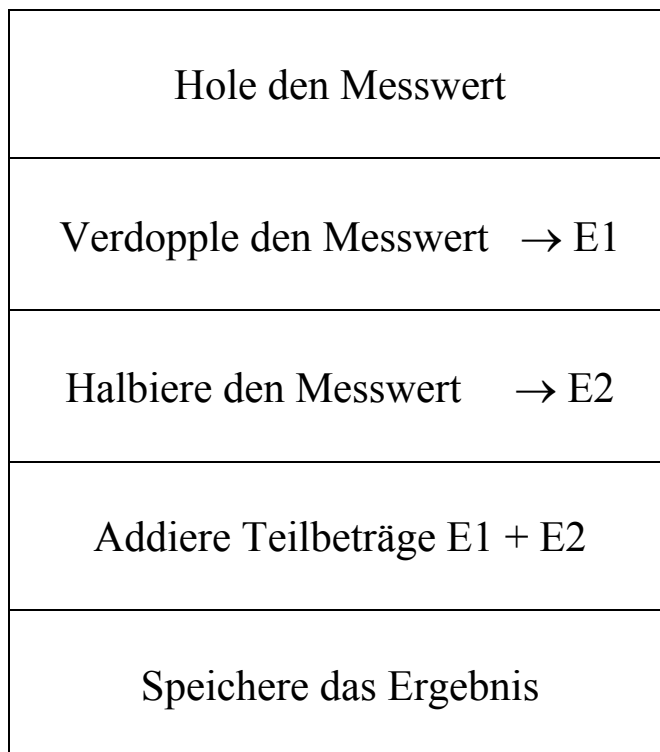 Hole den Messwert
Verdopple den Messwert → E1
Halbiere den Messwert → E2
Addiere Teilbeträge E1 + E2
Speichere das Ergebnis